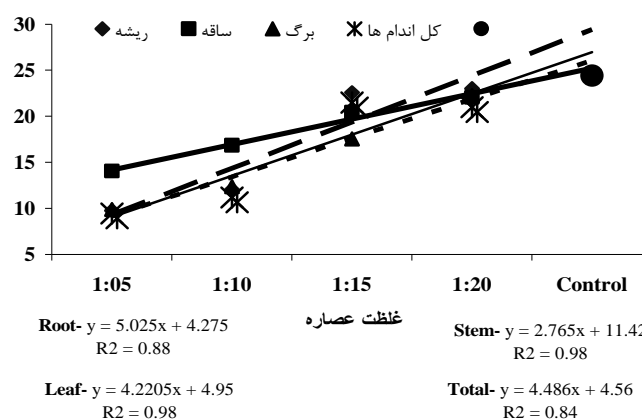 30
ریشه ساقه برگ کل اندام ها
25
20
15
10
5
1:05 1:10 1:15 1:20 Control
غلظت عصاره
Root- y = 5.025x + 4.275
R2 = 0.88
Stem- y = 2.765x + 11.42
R2 = 0.98
Leaf- y = 4.2205x + 4.95
R2 = 0.98
Total- y = 4.486x + 4.56
R2 = 0.84